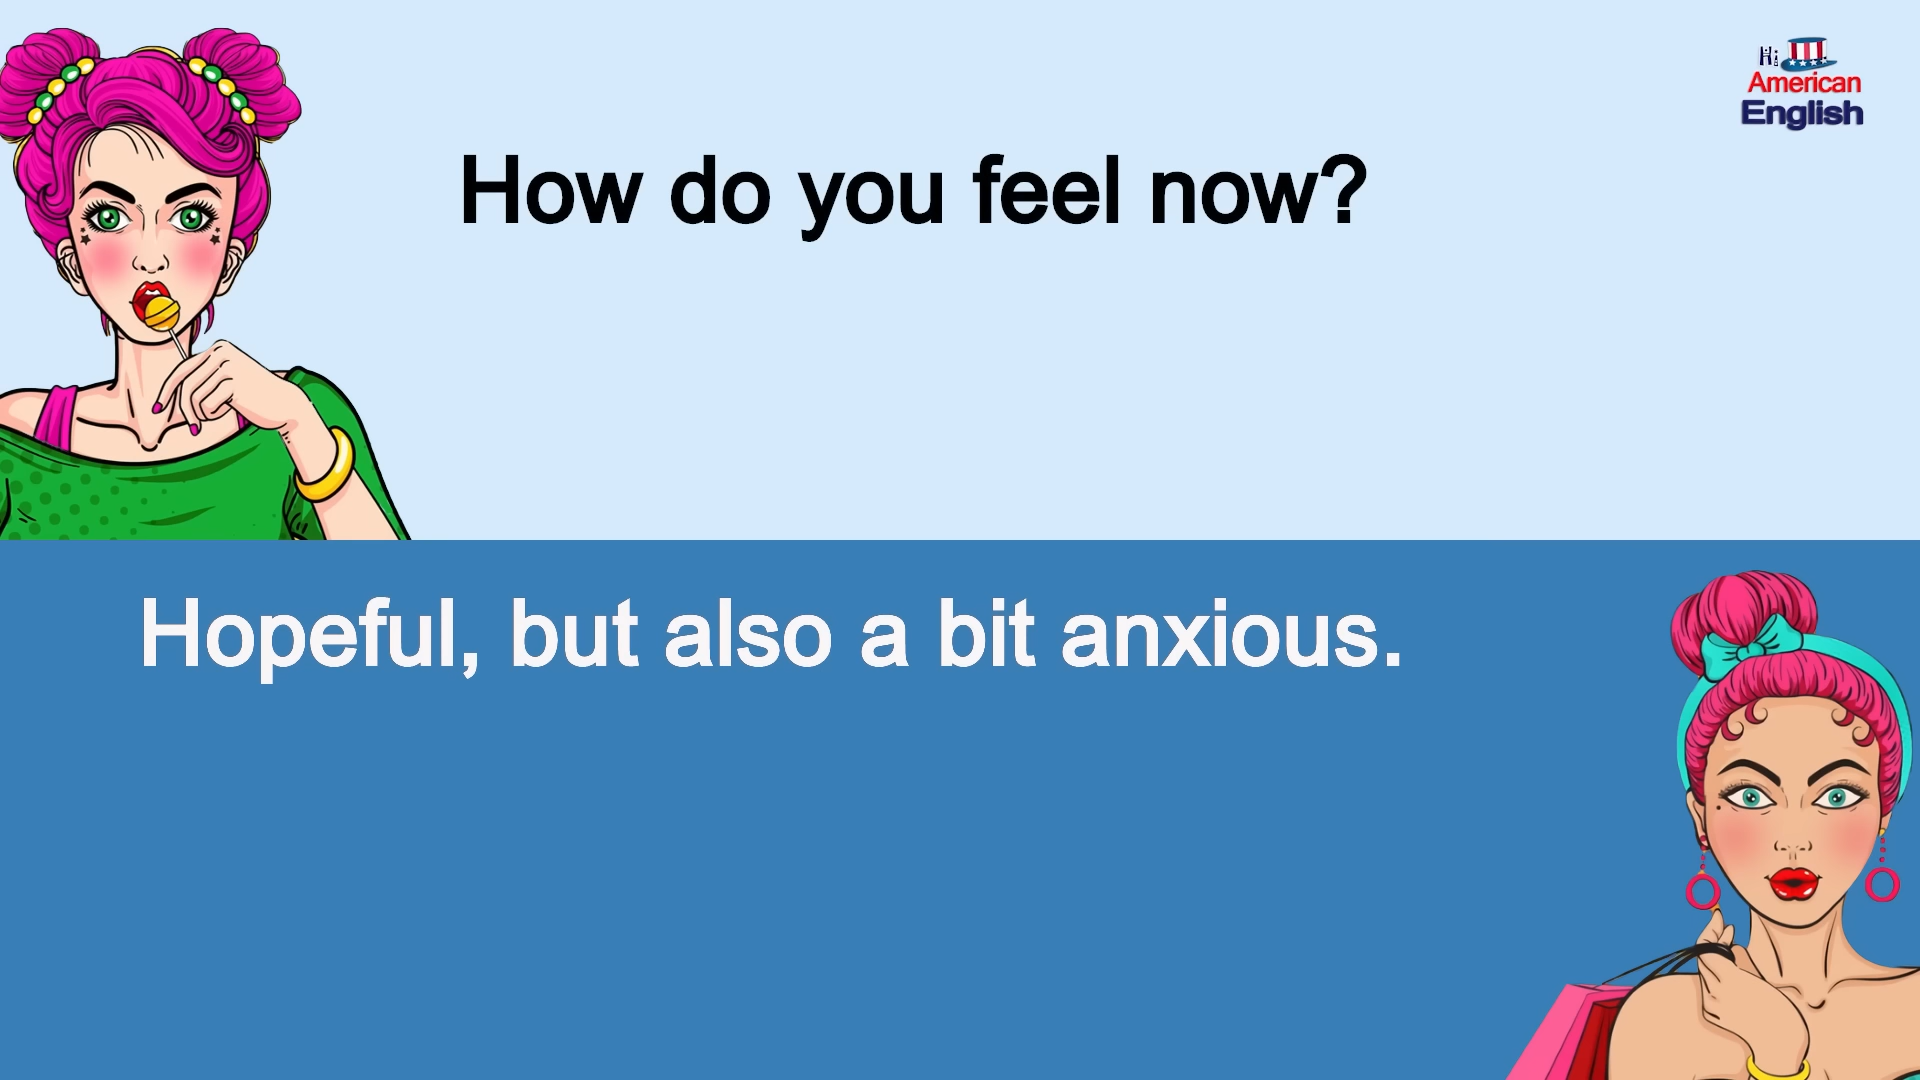 Hi
American
English
How do you feel now?
Hopeful, but also a bit anxious.